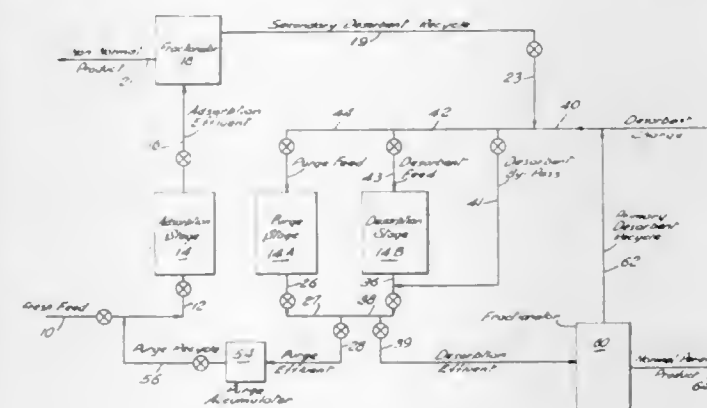 Secondary Desorbent Recycle
19
Fractionator
18
Non Normal
Product
23
44
42
40
Desorbent
Charge
Adsorption
Effluent
Purge Feed
43
Desorbent
Feed
Desorbent
By-Pass
41
Adsorption
Stage
14
Purge
Stage
14A
Desorption
Stage
14B
Primary
Desorbent
Recycle
62
26
36
12
Fresh Feed
10
27
38
Fractionator
Purge Recycle
56
54
28
39
Purge
Effluent
Desorption
Effluent
60
Purge
Accumulator
Product